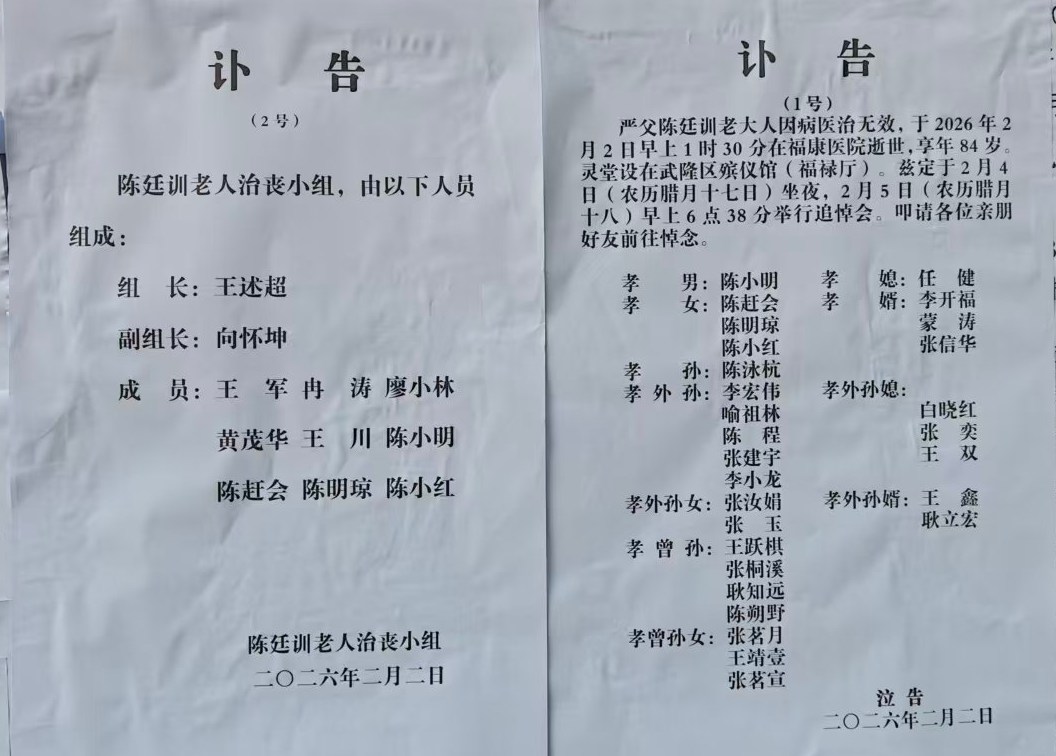 讣 告
（2号）
陈廷训老人治丧小组，由以下人员
组成：
组 长：王述超
副组长：向怀坤
成 员：王 军 冉 涛 廖小林
黄茂华 王 川 陈小明
陈赶会 陈明琼 陈小红
陈廷训老人治丧小组
二〇二六年二月二日
讣 告
（1号）
严父陈廷训老大人因病医治无效，于2026年2
月2日早上1时30分在福康医院逝世，享年84岁。
灵堂设在武隆区殡仪馆（福禄厅）。兹定于2月4
日（农历腊月十七日）坐夜，2月5日（农历腊月
十八）早上6点38分举行追悼会。叩请各位亲朋
好友前往悼念。
孝 男：陈小明 孝 媳：任 健
孝 女：陈赶会 孝 婿：李开福
陈明琼 蒙 涛
陈小红 张信华
孝 孙：陈泳杭
孝外孙：李宏伟 孝外孙媳：
喻祖林 白晓红
陈 程 张 奕
张建宇 王 双
李小龙
孝外孙女：张汝娟 孝外孙婿：王 鑫
张 玉 耿立宏
孝曾孙：王跃棋
张桐溪
耿知远
陈朔野
孝曾孙女：张茗月
王靖壹
张茗宣
泣告
二〇二六年二月二日